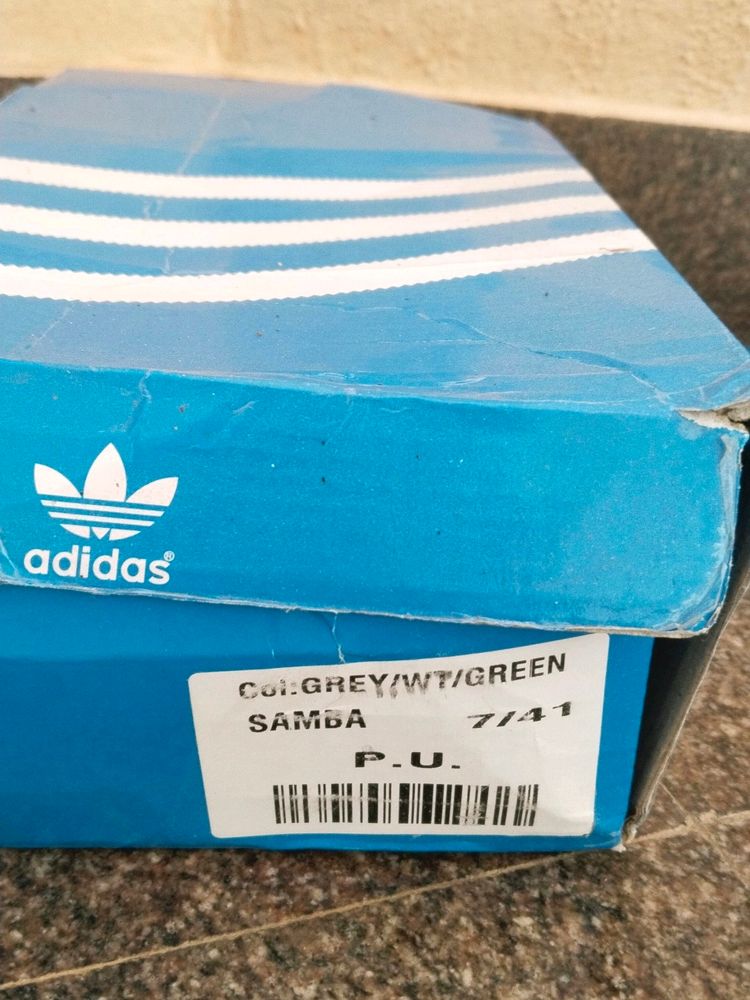 adidas®
Col:GREY/WT/GREEN
SAMBA 7/41
P.U.